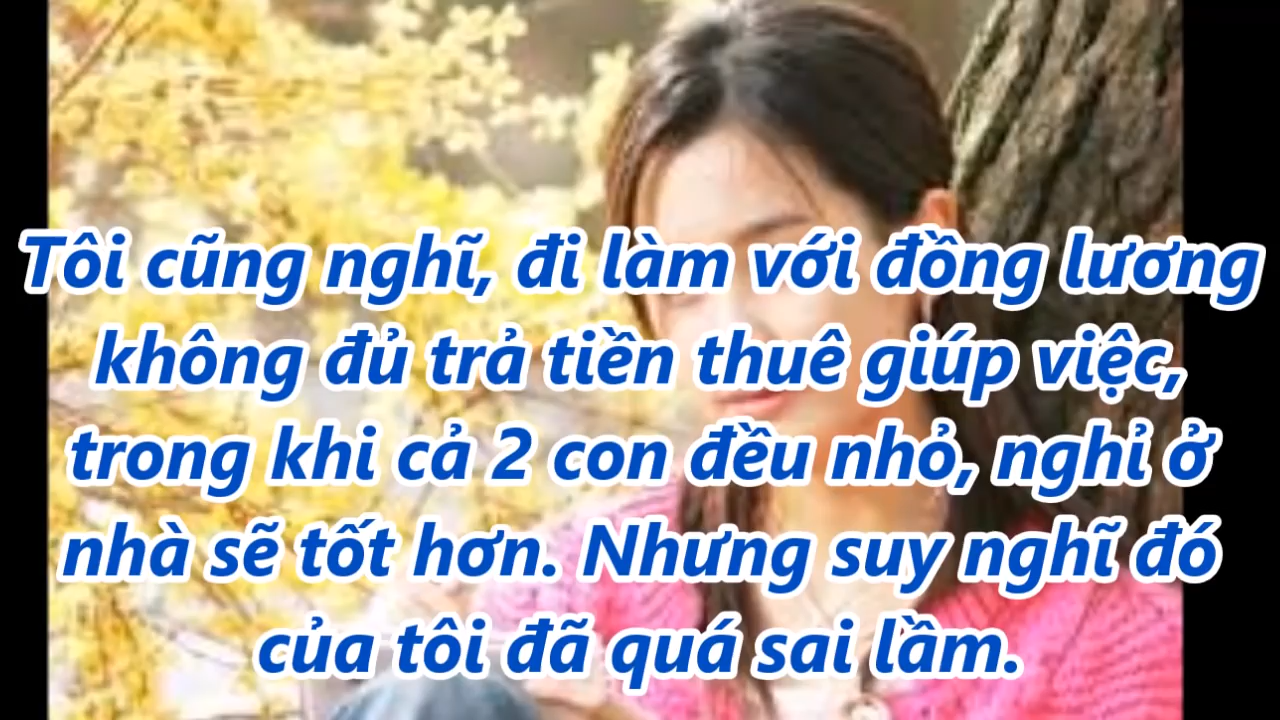 Tôi cũng nghĩ, đi làm với đồng lương
không đủ trả tiền thuê giúp việc,
trong khi cả 2 con đều nhỏ, nghỉ ở
nhà sẽ tốt hơn. Nhưng suy nghĩ đó
của tôi đã quá sai lầm.